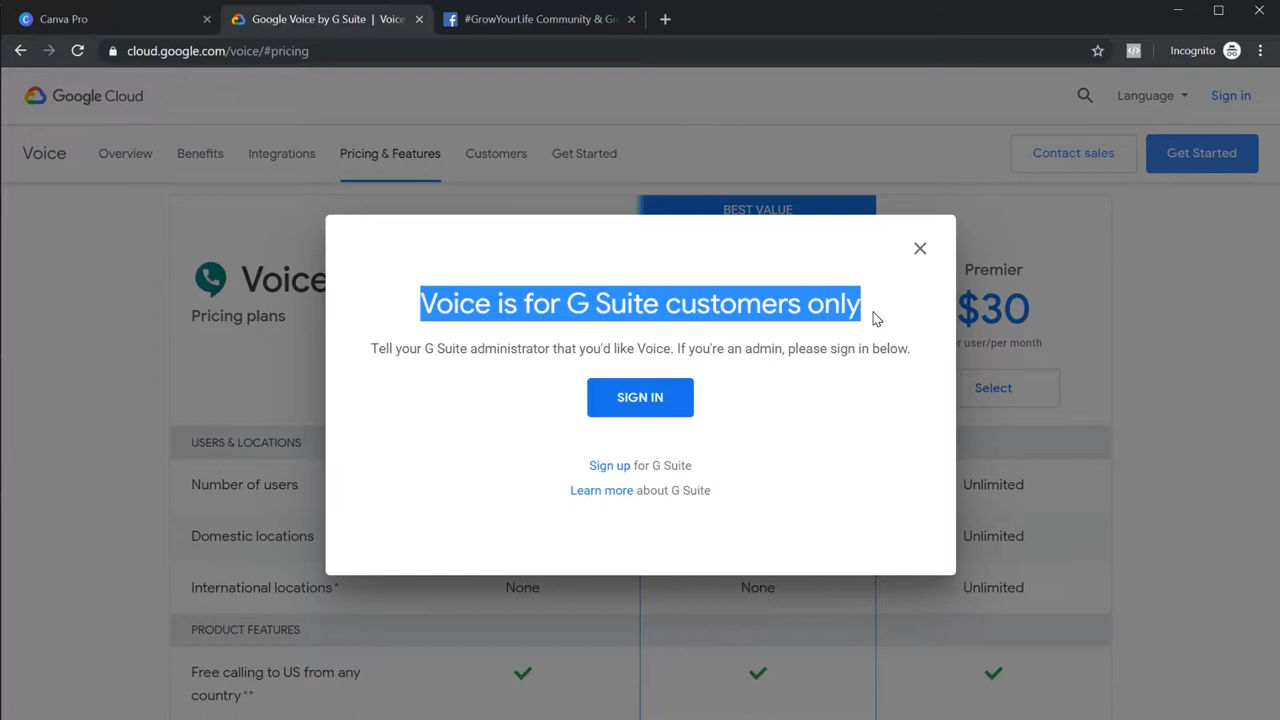 Canva Pro
Google Voice by G Suite | Voice
#GrowYourLife Community & Gr
cloud.google.com/voice/#pricing
Incognito
Google Cloud
Language
Sign in
Voice
Overview
Benefits
Integrations
Pricing & Features
Customers
Get Started
Contact sales
Get Started
BEST VALUE
Voice
Pricing plans
Premier
$30
er user/per month
Select
Voice is for G Suite customers only
Tell your G Suite administrator that you'd like Voice. If you're an admin, please sign in below.
SIGN IN
Sign up for G Suite
Learn more about G Suite
USERS & LOCATIONS
Number of users
Unlimited
Domestic locations
Unlimited
International locations*
None
None
Unlimited
PRODUCT FEATURES
Free calling to US from any
country**